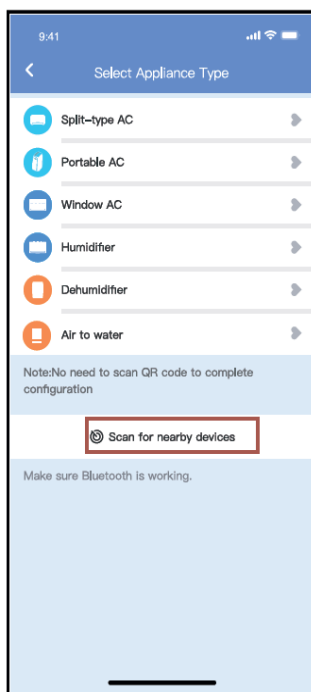 9:41
Select Appliance Type
Split-type AC
Portable AC
Window AC
Humidifier
Dehumidifier
Air to water
Note:No need to scan QR code to complete
configuration
Scan for nearby devices
Make sure Bluetooth is working.